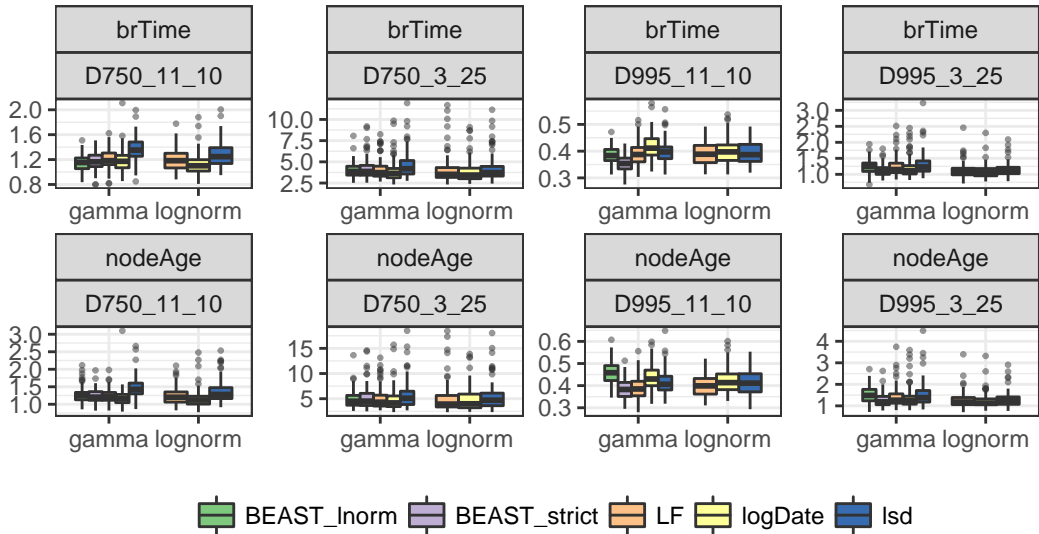 brTime brTime brTime brTime
D750_11_10 D750_3_25 D995_11_10 D995_3_25
2.0 10.0 0.5 3.0
1.6 7.5 0.4 2.5
1.2 5.0 0.3 2.0
0.8 2.5 1.5
1.0
gamma lognorm gamma lognorm gamma lognorm gamma lognorm
nodeAge nodeAge nodeAge nodeAge
D750_11_10 D750_3_25 D995_11_10 D995_3_25
3.0 15 0.6 4
2.5 10 0.5 3
2.0 5 0.4 2
1.5 0.3 1
1.0
gamma lognorm gamma lognorm gamma lognorm gamma lognorm
BEAST_lnorm BEAST_strict LF logDate lsd